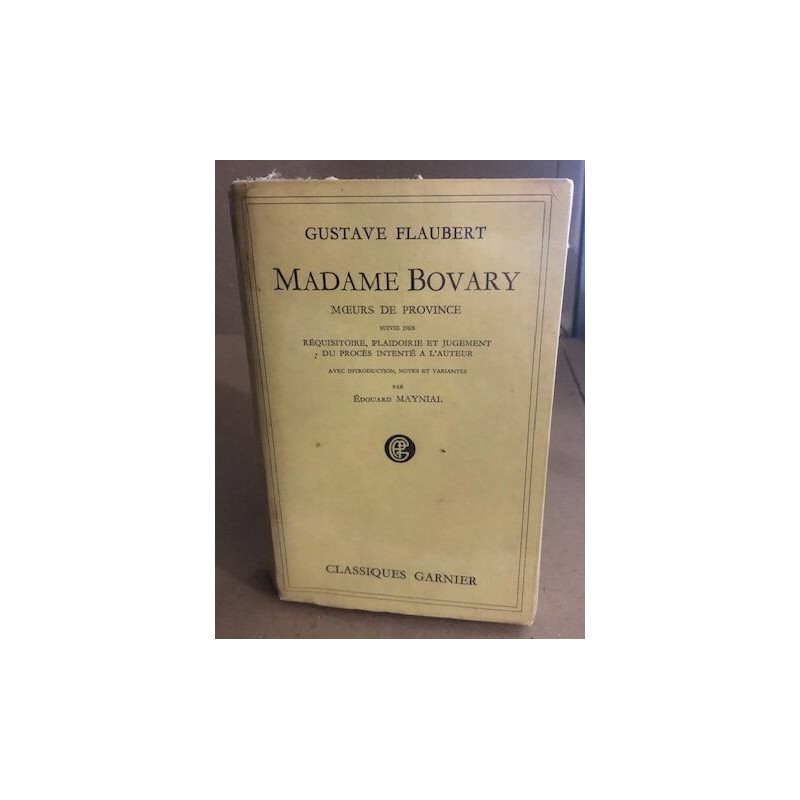 GUSTAVE FLAUBERT
MADAME BOVARY
MŒURS DE PROVINCE
SUIVIE DES
RÉQUISITOIRE, PLAIDOIRIE ET JUGEMENT
DU PROCÈS INTENTÉ A L'AUTEUR
AVEC INTRODUCTION, NOTES ET VARIANTES
PAR
ÉDOUARD MAYNIAL
CLASSIQUES GARNIER